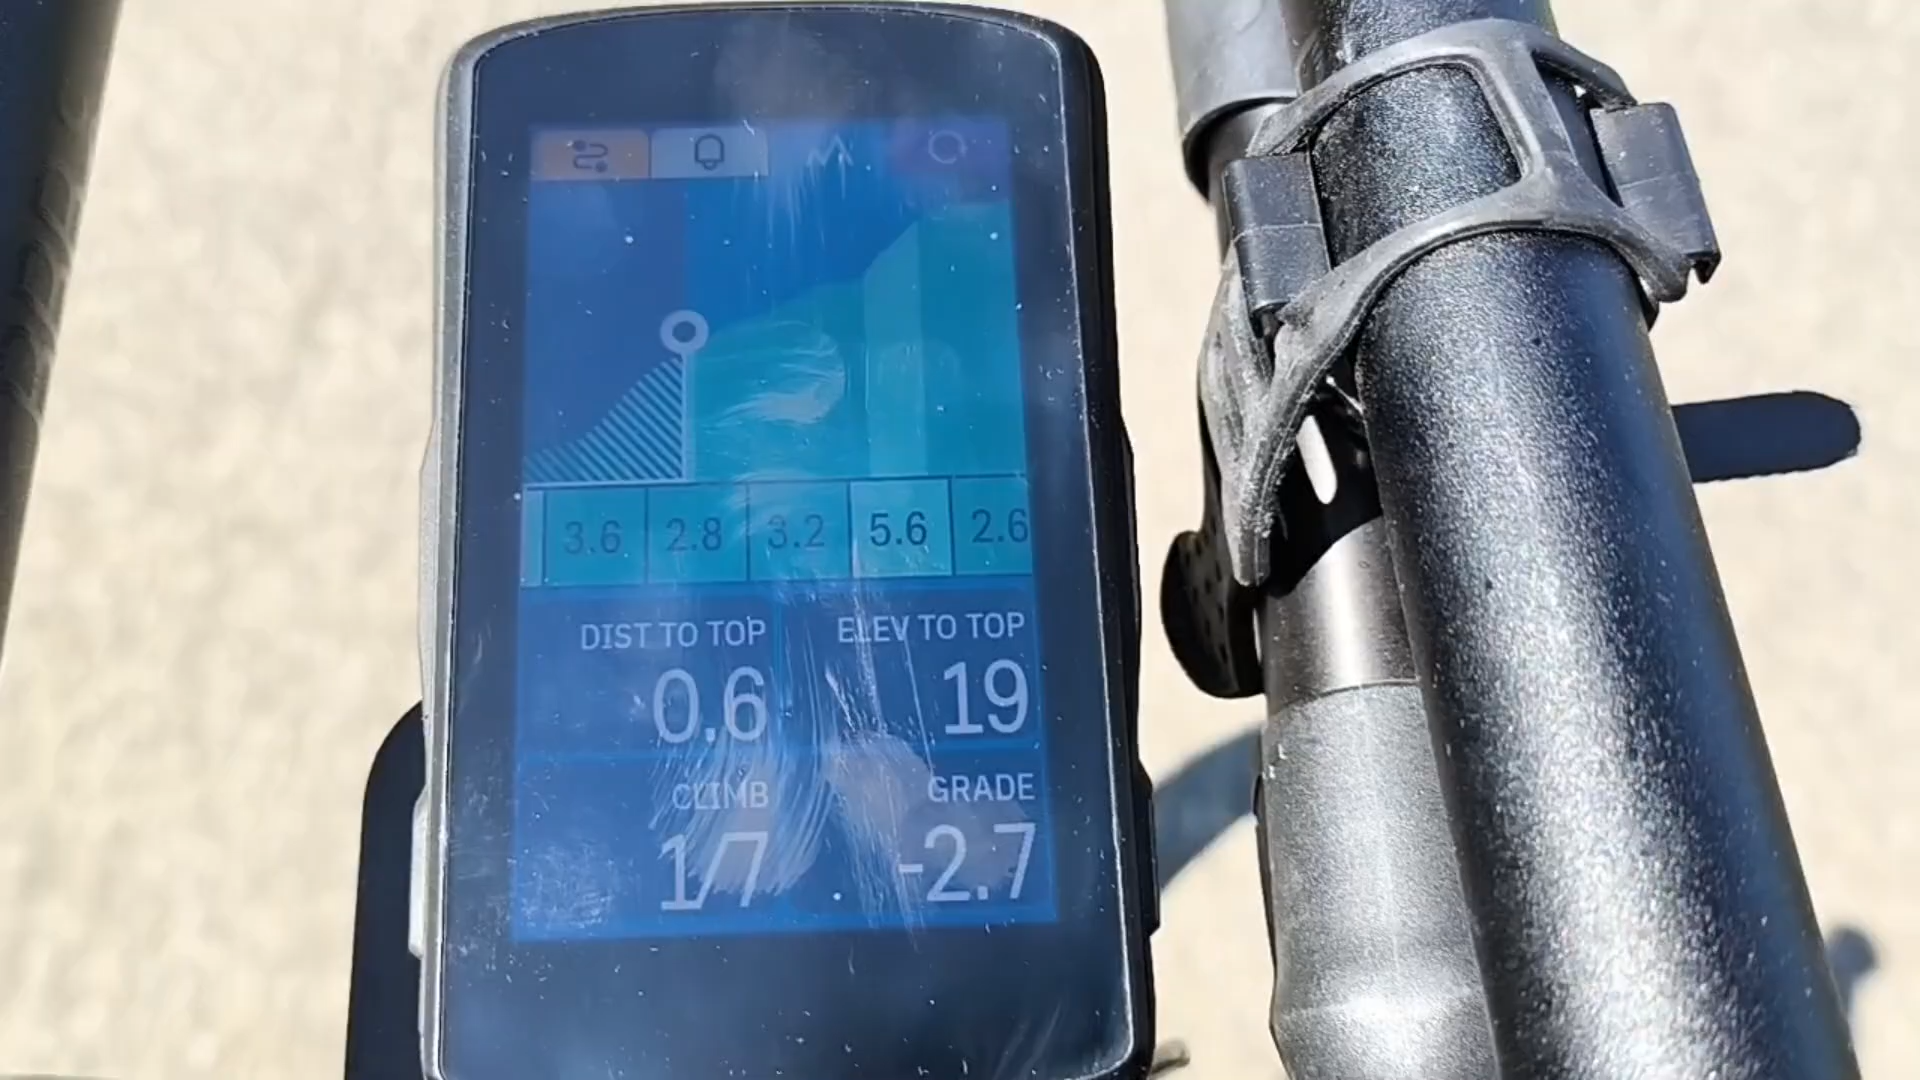 3.6 2.8 3.2 5.6 2.6
DIST TO TOP ELEV TO TOP
0.6 19
CLIMB GRADE
1/7 -2.7